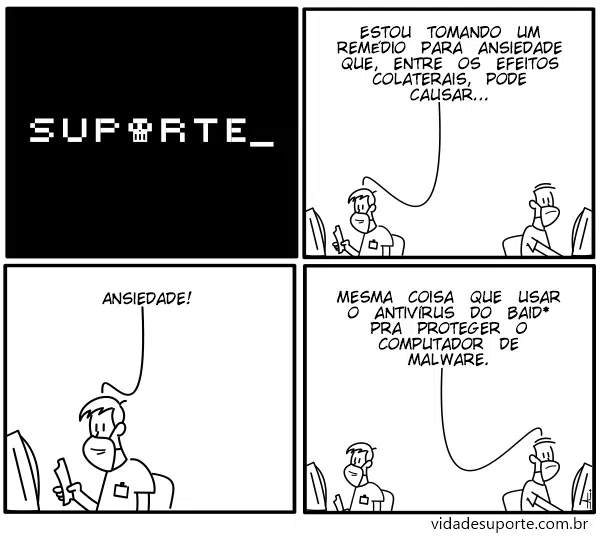 SUPORTE_
ESTOU TOMANDO UM
REMÉDIO PARA ANSIEDADE
QUE, ENTRE OS EFEITOS
COLATERAIS, PODE
CAUSAR...
ANSIEDADE!
MESMA COISA QUE USAR
O ANTIVÍRUS DO BAID*
PRA PROTEGER O
COMPUTADOR DE
MALWARE.
vidadesuporte.com.br